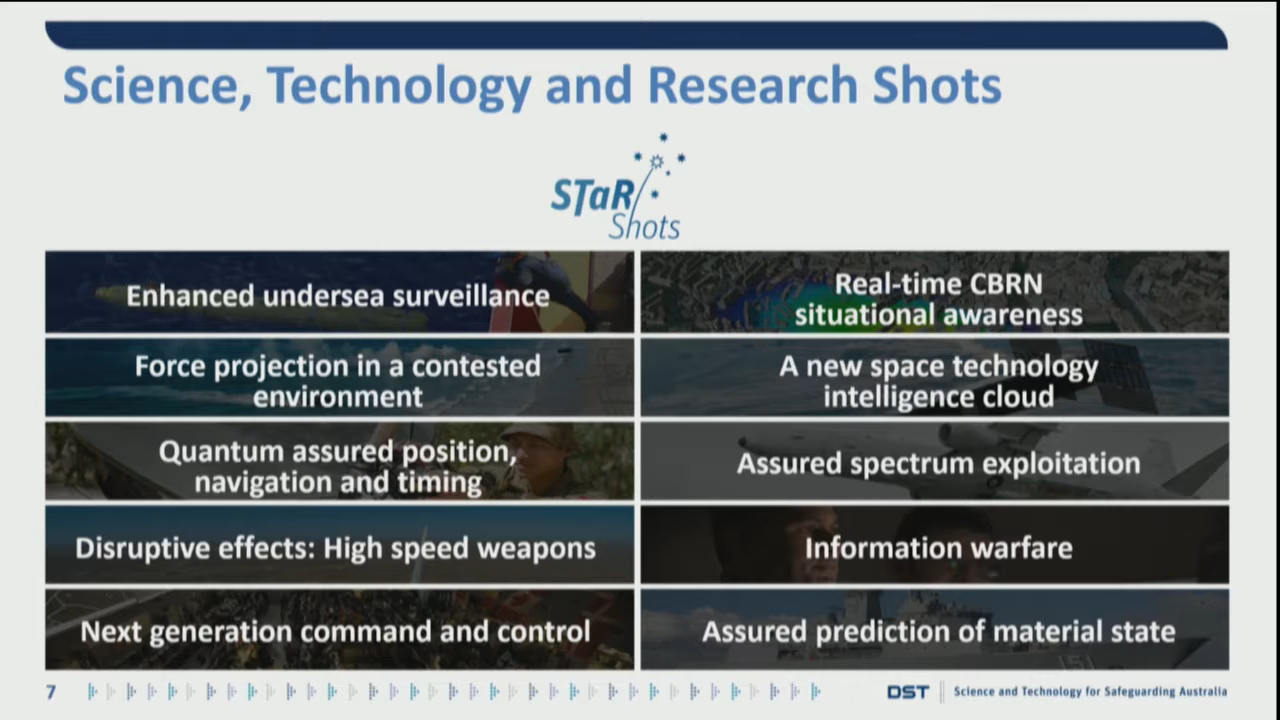 Science, Technology and Research Shots
STaR
Shots
Enhanced undersea surveillance
Real-time CBRN
situational awareness
Force projection in a contested
environment
A new space technology
intelligence cloud
Quantum assured position,
navigation and timing
Assured spectrum exploitation
Disruptive effects: High speed weapons
Information warfare
Next generation command and control
Assured prediction of material state
151
7
DST
Science and Technology for Safeguarding Australia